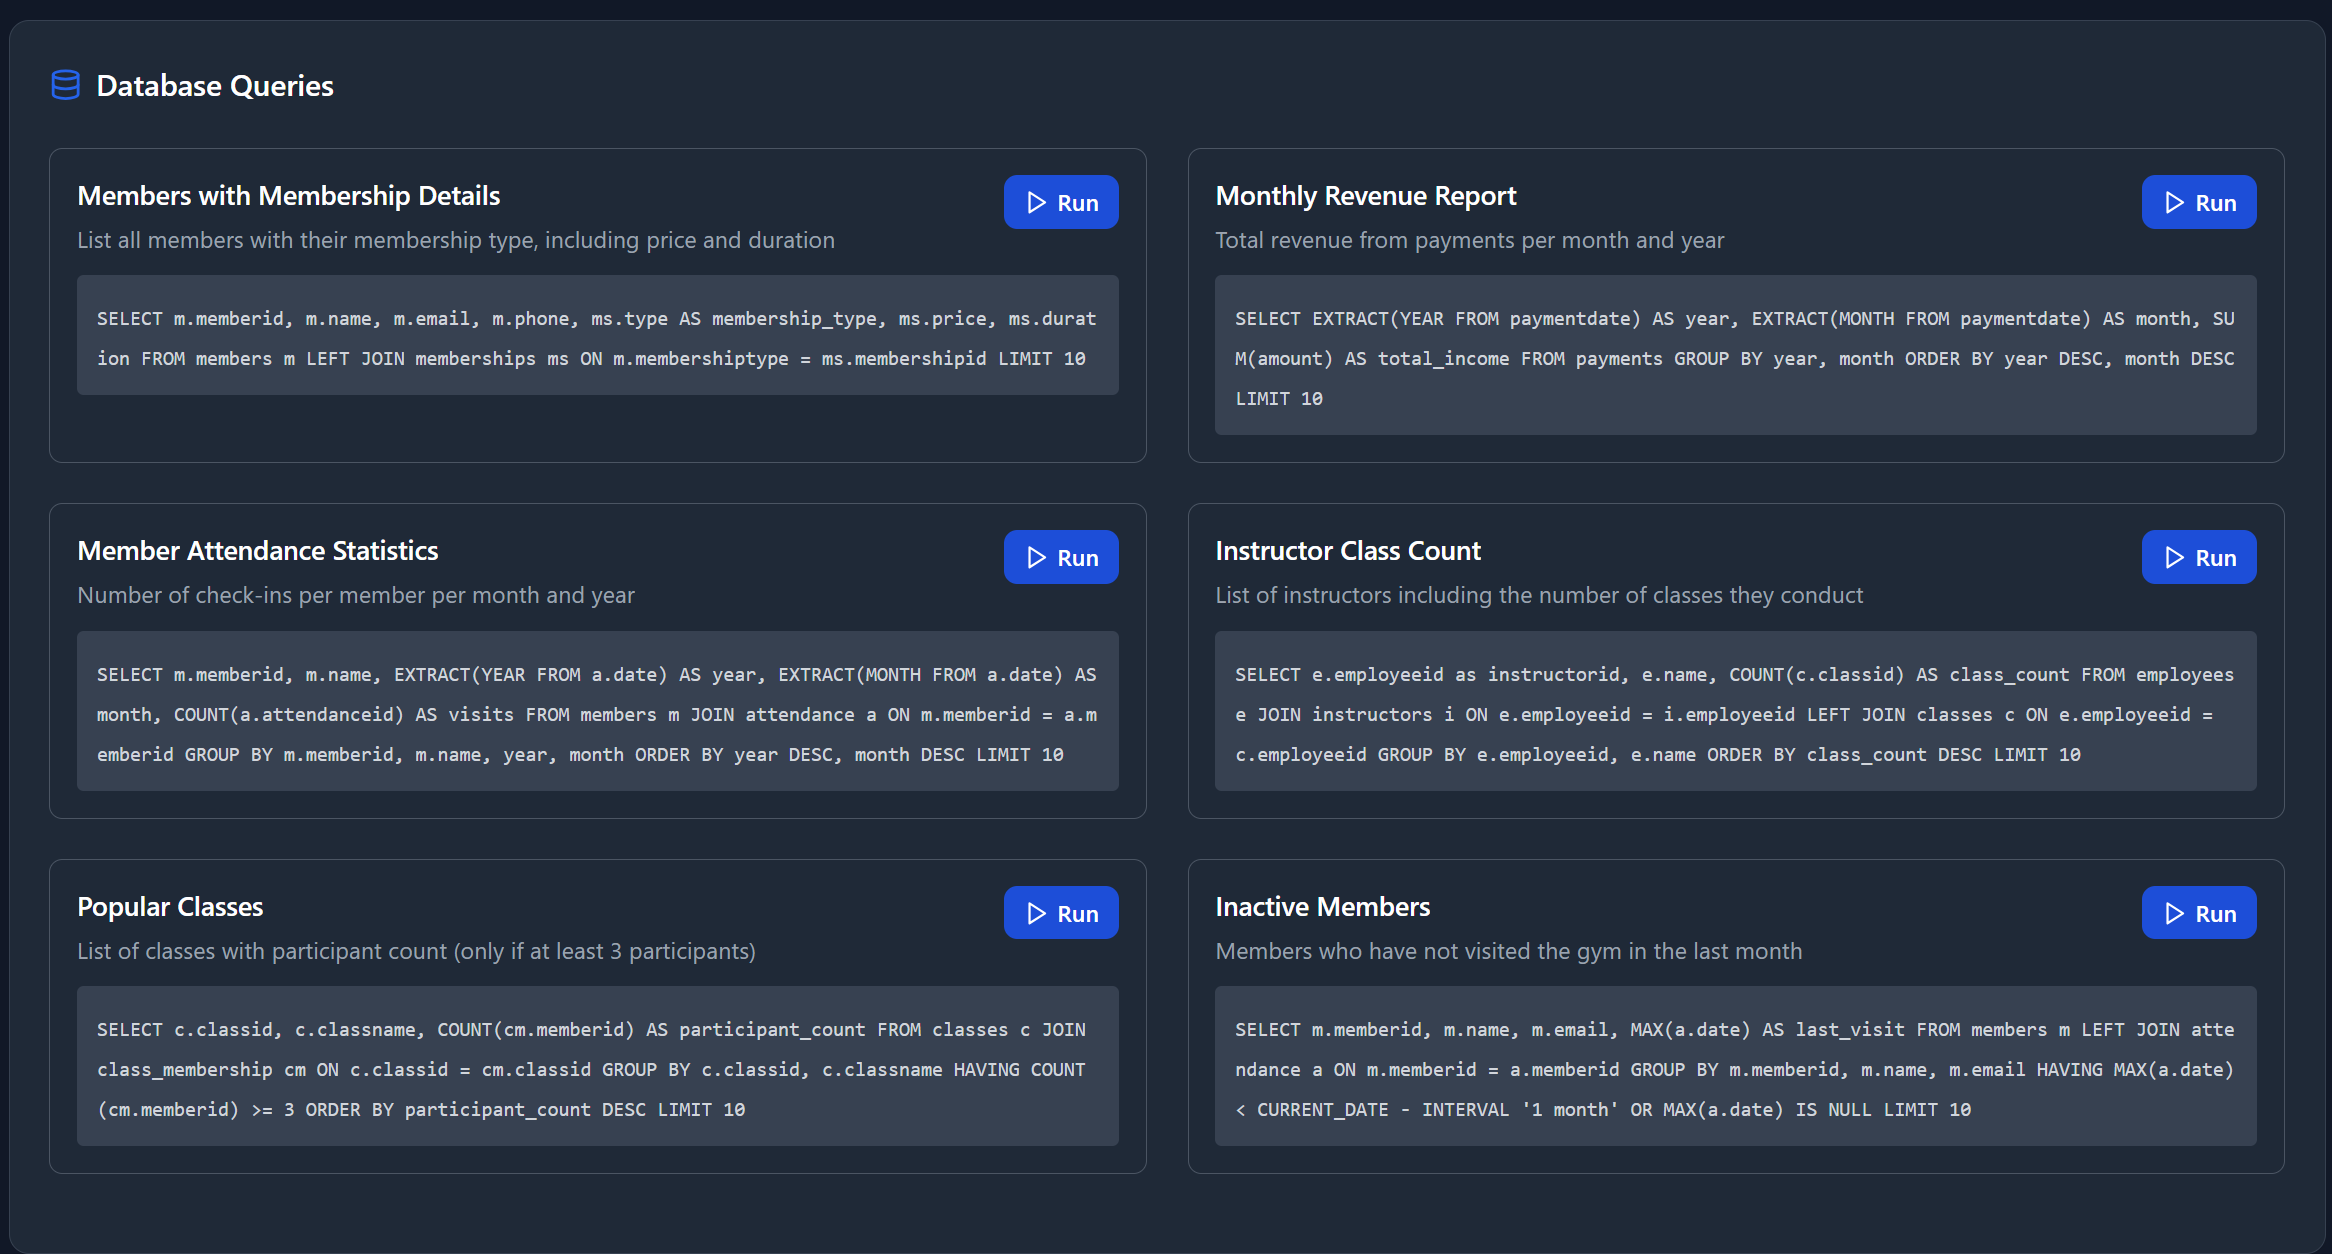 Database Queries
Members with Membership Details
Run
List all members with their membership type, including price and duration
SELECT m.memberid, m.name, m.email, m.phone, ms.type AS membership_type, ms.price, ms.durat
ion FROM members m LEFT JOIN memberships ms ON m.membershiptype = ms.membershipid LIMIT 10
Monthly Revenue Report
Run
Total revenue from payments per month and year
SELECT EXTRACT(YEAR FROM paymentdate) AS year, EXTRACT(MONTH FROM paymentdate) AS month, SU
M(amount) AS total_income FROM payments GROUP BY year, month ORDER BY year DESC, month DESC
LIMIT 10
Member Attendance Statistics
Run
Number of check-ins per member per month and year
SELECT m.memberid, m.name, EXTRACT(YEAR FROM a.date) AS year, EXTRACT(MONTH FROM a.date) AS
month, COUNT(a.attendanceid) AS visits FROM members m JOIN attendance a ON m.memberid = a.m
emberid GROUP BY m.memberid, m.name, year, month ORDER BY year DESC, month DESC LIMIT 10
Instructor Class Count
Run
List of instructors including the number of classes they conduct
SELECT e.employeeid as instructorid, e.name, COUNT(c.classid) AS class_count FROM employees
e JOIN instructors i ON e.employeeid = i.employeeid LEFT JOIN classes c ON e.employeeid =
c.employeeid GROUP BY e.employeeid, e.name ORDER BY class_count DESC LIMIT 10
Popular Classes
Run
List of classes with participant count (only if at least 3 participants)
SELECT c.classid, c.classname, COUNT(cm.memberid) AS participant_count FROM classes c JOIN
class_membership cm ON c.classid = cm.classid GROUP BY c.classid, c.classname HAVING COUNT
(cm.memberid) >= 3 ORDER BY participant_count DESC LIMIT 10
Inactive Members
Run
Members who have not visited the gym in the last month
SELECT m.memberid, m.name, m.email, MAX(a.date) AS last_visit FROM members m LEFT JOIN atte
ndance a ON m.memberid = a.memberid GROUP BY m.memberid, m.name, m.email HAVING MAX(a.date)
< CURRENT_DATE - INTERVAL '1 month' OR MAX(a.date) IS NULL LIMIT 10